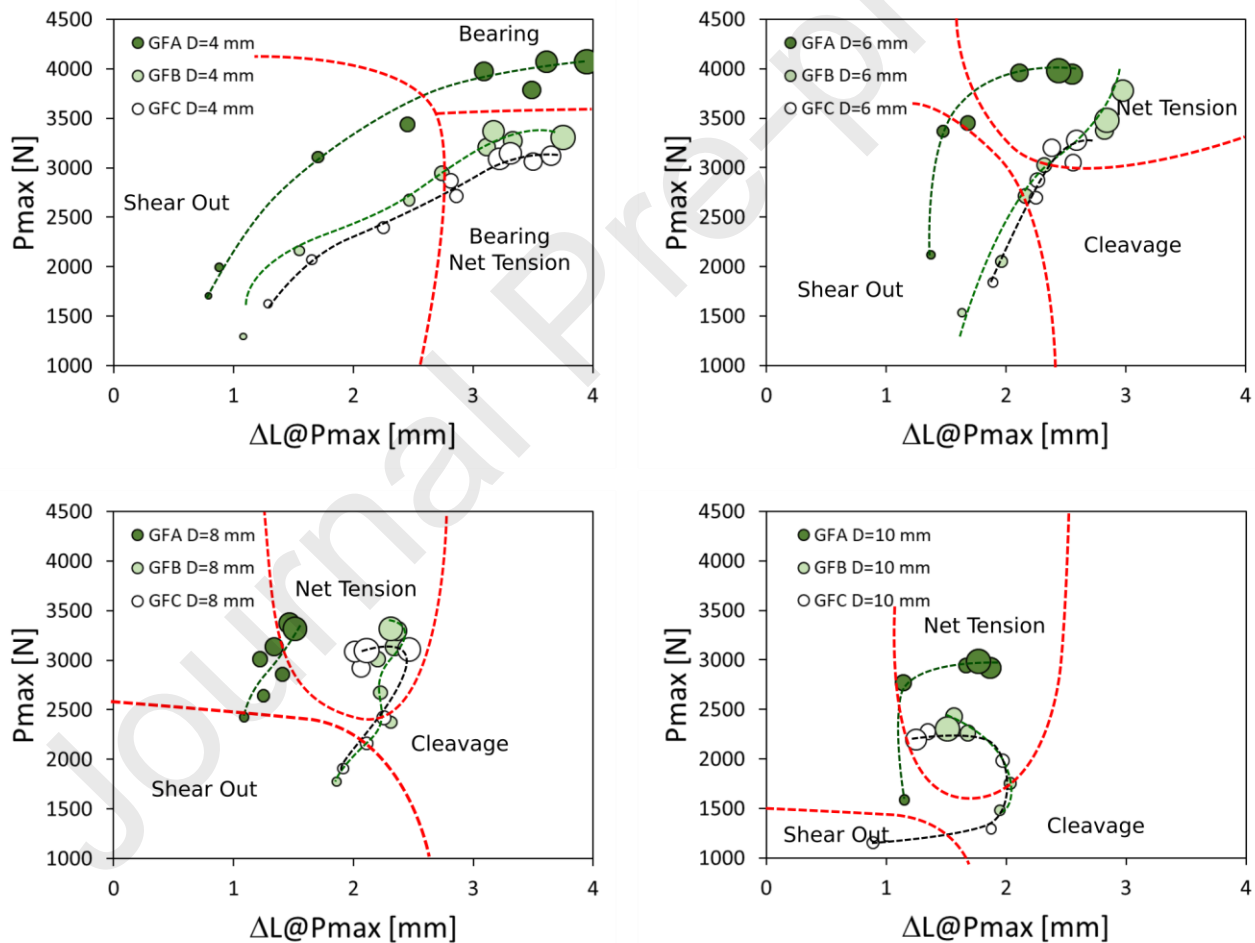 4500
4000
3500
3000
2500
2000
1500
1000
Pmax [N]
GFA D=4 mm
GFB D=4 mm
GFC D=4 mm
Bearing
Shear Out
Bearing
Net Tension
0 1 2 3 4
ΔL@Pmax [mm]
4500
4000
3500
3000
2500
2000
1500
1000
Pmax [N]
GFA D=6 mm
GFB D=6 mm
GFC D=6 mm
Net Tension
Cleavage
Shear Out
0 1 2 3 4
ΔL@Pmax [mm]
4500
4000
3500
3000
2500
2000
1500
1000
Pmax [N]
GFA D=8 mm
GFB D=8 mm
GFC D=8 mm
Net Tension
Cleavage
Shear Out
0 1 2 3 4
ΔL@Pmax [mm]
4500
4000
3500
3000
2500
2000
1500
1000
Pmax [N]
GFA D=10 mm
GFB D=10 mm
GFC D=10 mm
Net Tension
Cleavage
Shear Out
0 1 2 3 4
ΔL@Pmax [mm]
Journal Pre-p